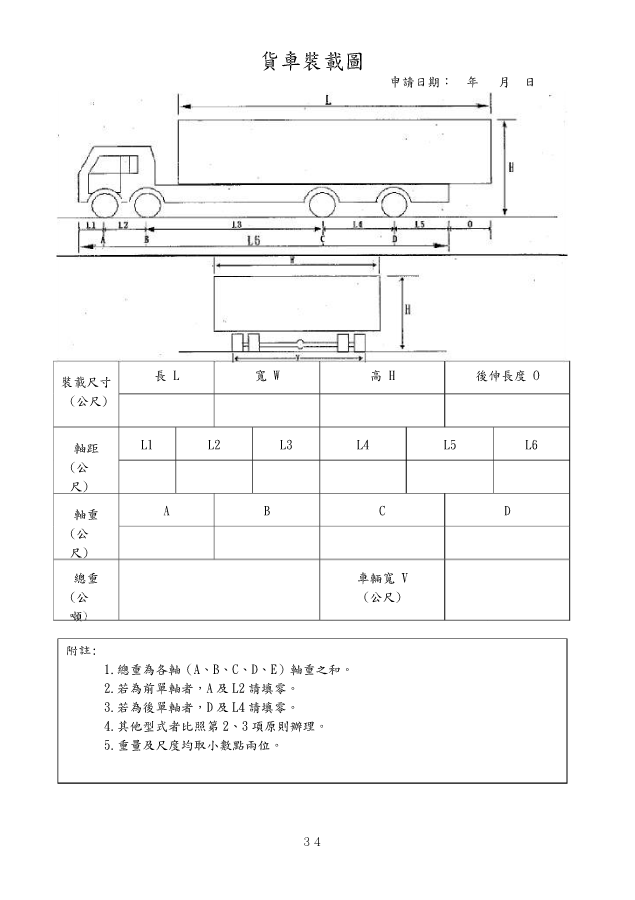 貨車裝載圖
申請日期： 年 月 日
L
H
L1 L2 L3 L4 L5 O
A B C D
L6
W
H
V
裝載尺寸 長 L 寬 W 高 H 後伸長度 O
（公尺）
軸距 L1 L2 L3 L4 L5 L6
（公
尺）
軸重 A B C D
（公
尺）
總重 車輛寬 V
（公 （公尺）
噸）
附註:
1.總重為各軸（A、B、C、D、E）軸重之和。
2.若為前單軸者，A 及 L2 請填零。
3.若為後單軸者，D 及 L4 請填零。
4.其他型式者比照第 2、3 項原則辦理。
5.重量及尺度均取小數點兩位。
34